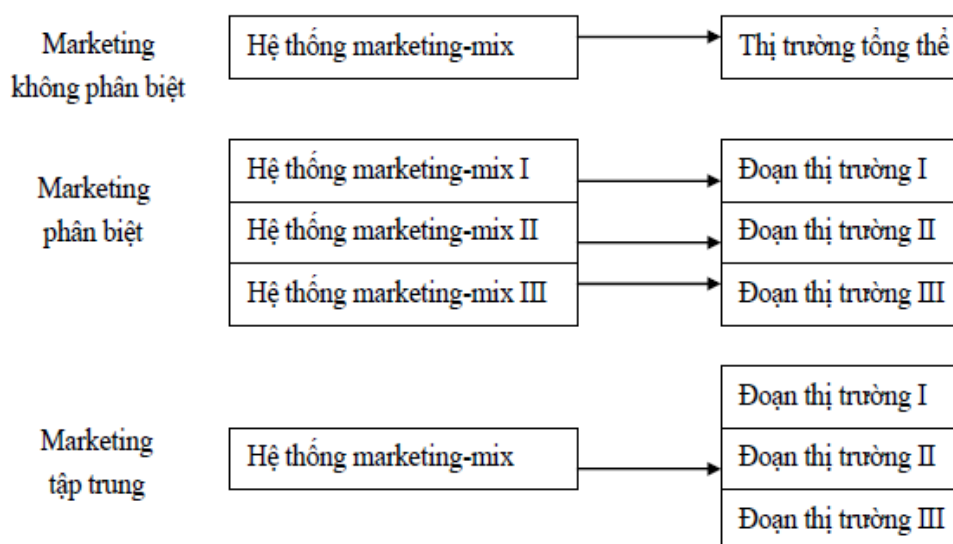 Marketing
không phân biệt
Hệ thống marketing-mix
Thị trường tổng thể
Marketing
phân biệt
Hệ thống marketing-mix I
Đoạn thị trường I
Hệ thống marketing-mix II
Đoạn thị trường II
Hệ thống marketing-mix III
Đoạn thị trường III
Marketing
tập trung
Hệ thống marketing-mix
Đoạn thị trường I
Đoạn thị trường II
Đoạn thị trường III